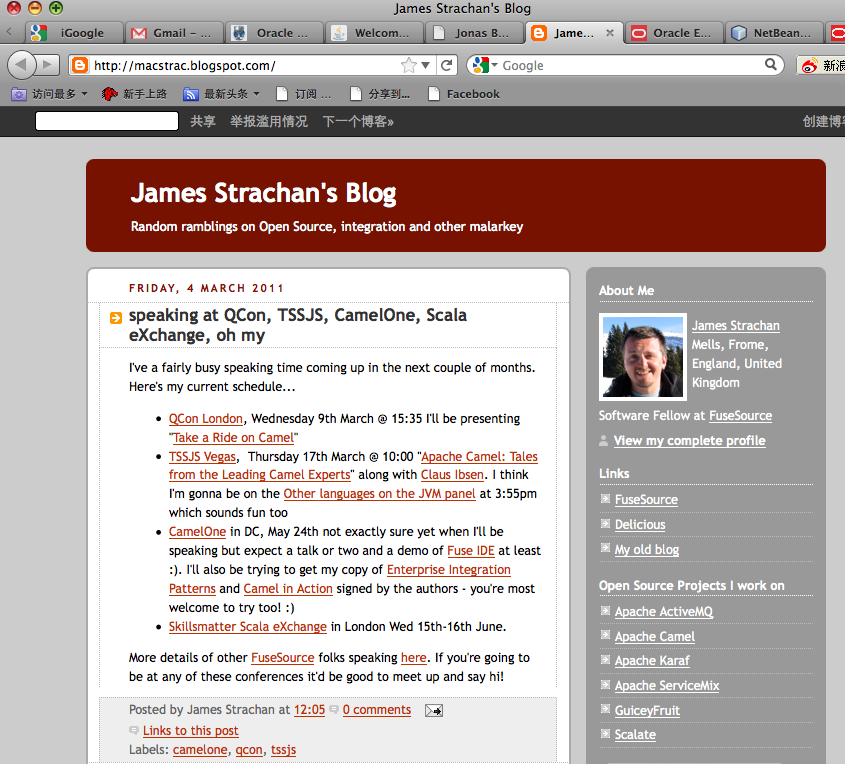 James Strachan's Blog
iGoogle
Gmail – ...
Oracle ...
Welcom...
Jonas B...
Jame...
Oracle E...
NetBean...
http://macstrac.blogspot.com/
Google
新浪
访问最多
新手上路
最新头条
订阅 ...
分享到...
Facebook
共享
举报滥用情况
下一个博客»
创建博客
James Strachan's Blog
Random ramblings on Open Source, integration and other malarkey
FRIDAY, 4 MARCH 2011
speaking at QCon, TSSJS, CamelOne, Scala
eXchange, oh my
I've a fairly busy speaking time coming up in the next couple of months.
Here's my current schedule...
QCon London, Wednesday 9th March @ 15:35 I'll be presenting
"Take a Ride on Camel"
TSSJS Vegas, Thursday 17th March @ 10:00 "Apache Camel: Tales
from the Leading Camel Experts" along with Claus Ibsen. I think
I'm gonna be on the Other languages on the JVM panel at 3:55pm
which sounds fun too
CamelOne in DC, May 24th not exactly sure yet when I'll be
speaking but expect a talk or two and a demo of Fuse IDE at least
:). I'll also be trying to get my copy of Enterprise Integration
Patterns and Camel in Action signed by the authors - you're most
welcome to try too! :)
Skillsmatter Scala eXchange in London Wed 15th-16th June.
More details of other FuseSource folks speaking here. If you're going to
be at any of these conferences it'd be good to meet up and say hi!
Posted by James Strachan at 12:05 0 comments
Links to this post
Labels: camelone, qcon, tssjs
About Me
James Strachan
Mells, Frome,
England, United
Kingdom
Software Fellow at FuseSource
View my complete profile
Links
FuseSource
Delicious
My old blog
Open Source Projects I work on
Apache ActiveMQ
Apache Camel
Apache Karaf
Apache ServiceMix
GuiceyFruit
Scalate